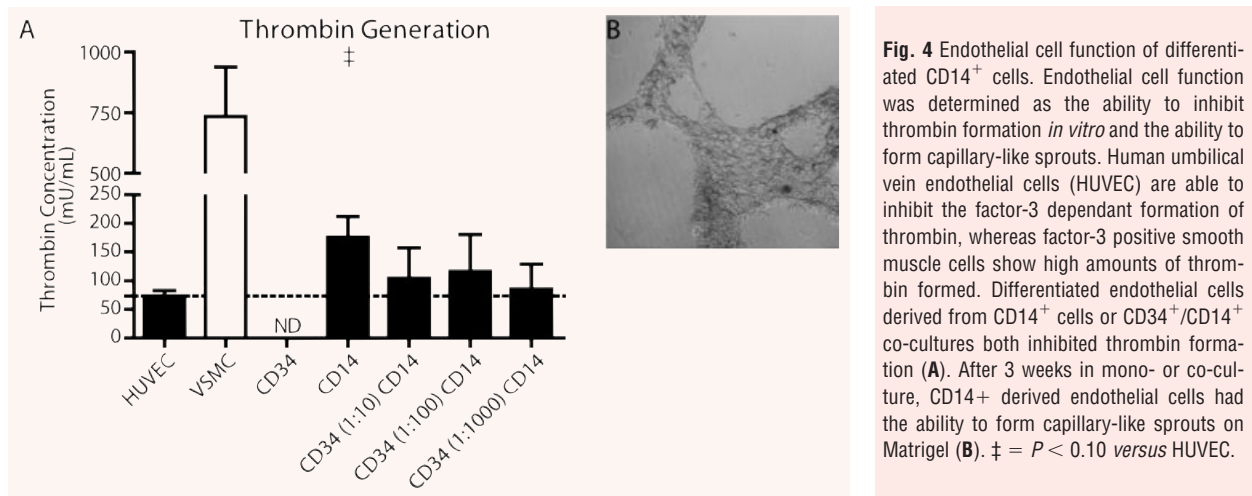 A
Thrombin Generation
‡
Thrombin Concentration
(mU/mL)
1000
750
500
250
200
150
100
50
0
ND
HUVEC
VSMC
CD34
CD14
CD34 (1:10) CD14
CD34 (1:100) CD14
CD34 (1:1000) CD14
B
Fig. 4 Endothelial cell function of differenti-
ated CD14+ cells. Endothelial cell function
was determined as the ability to inhibit
thrombin formation in vitro and the ability to
form capillary-like sprouts. Human umbilical
vein endothelial cells (HUVEC) are able to
inhibit the factor-3 dependant formation of
thrombin, whereas factor-3 positive smooth
muscle cells show high amounts of throm-
bin formed. Differentiated endothelial cells
derived from CD14+ cells or CD34+/CD14+
co-cultures both inhibited thrombin forma-
tion (A). After 3 weeks in mono- or co-cul-
ture, CD14+ derived endothelial cells had
the ability to form capillary-like sprouts on
Matrigel (B). ‡ = P < 0.10 versus HUVEC.